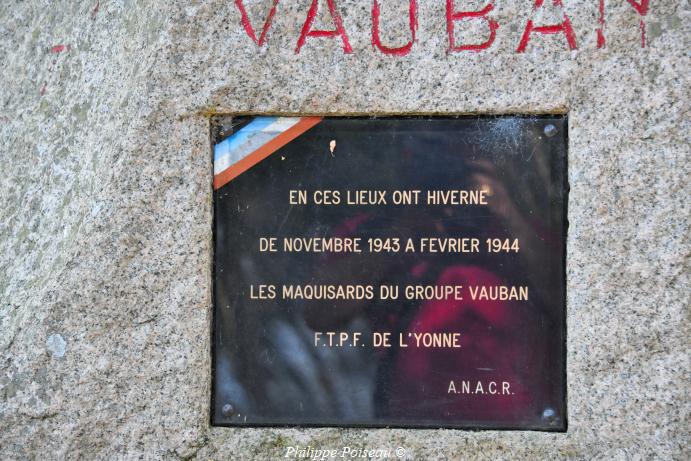 VAUBAN
EN CES LIEUX ONT HIVERNE
DE NOVEMBRE 1943 A FEVRIER 1944
LES MAQUISARDS DU GROUPE VAUBAN
F.T.P.F. DE L'YONNE
A.N.A.C.R.
Philippe Poiseau ©